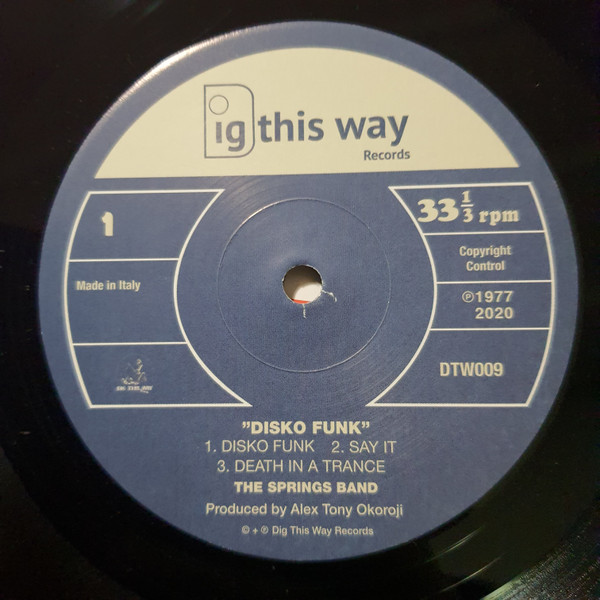 Dig this way
Records
1
33 1/3 rpm
Made in Italy
Copyright
Control
℗1977
2020
DTW009
"DISKO FUNK"
1. DISKO FUNK 2. SAY IT
3. DEATH IN A TRANCE
THE SPRINGS BAND
Produced by Alex Tony Okoroji
© + ℗ Dig This Way Records